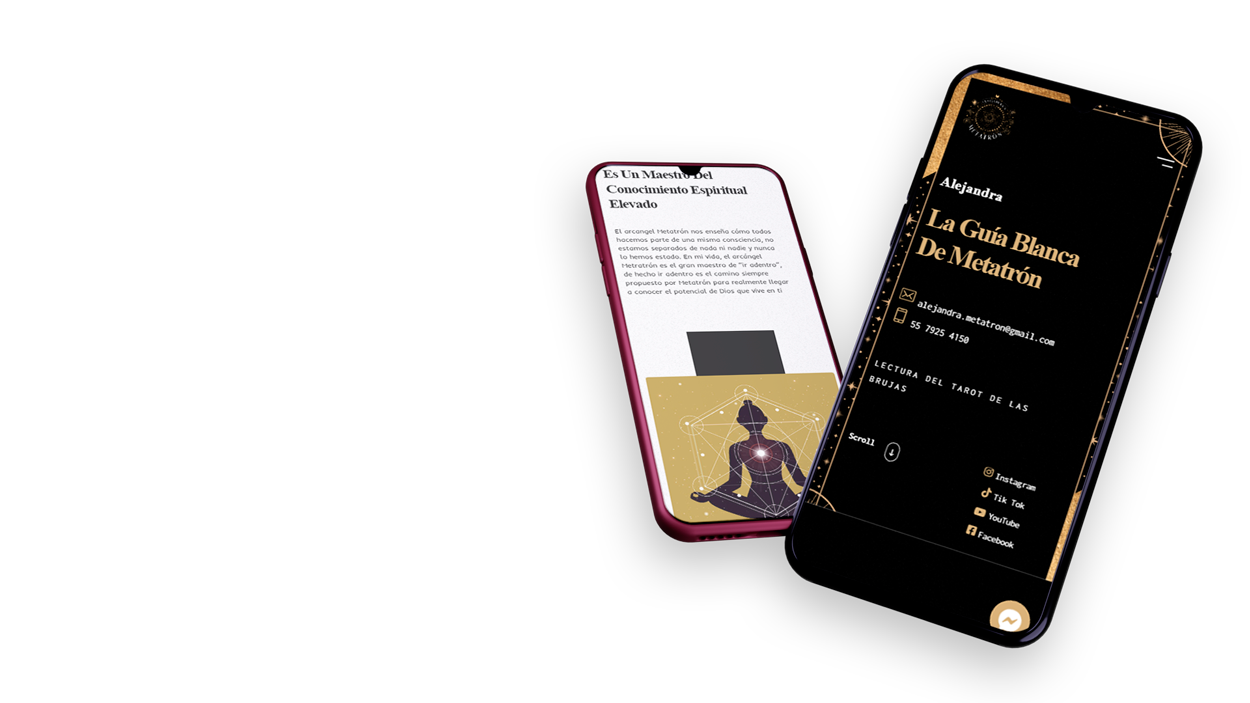 Es Un Maestro Del
Conocimiento Espiritual
Elevado
El arcangel Metatrón nos enseña cómo todos
hacemos parte de una misma consciencia, no
estamos separados de nada ni nadie y nunca
lo hemos estado. En mi vida, el arcángel
Metratrón es el gran maestro de "ir adentro",
de hecho ir adentro es el camino siempre
propuesto por Metatrón para realmente llegar
a conocer el potencial de Dios que vive en ti
METATRÓN
Alejandra
La Guía Blanca
De Metatrón
alejandra.metatron@gmail.com
55 7925 4150
LECTURA DEL TAROT DE LAS
BRUJAS
Scroll
Instagram
Tik Tok
YouTube
Facebook